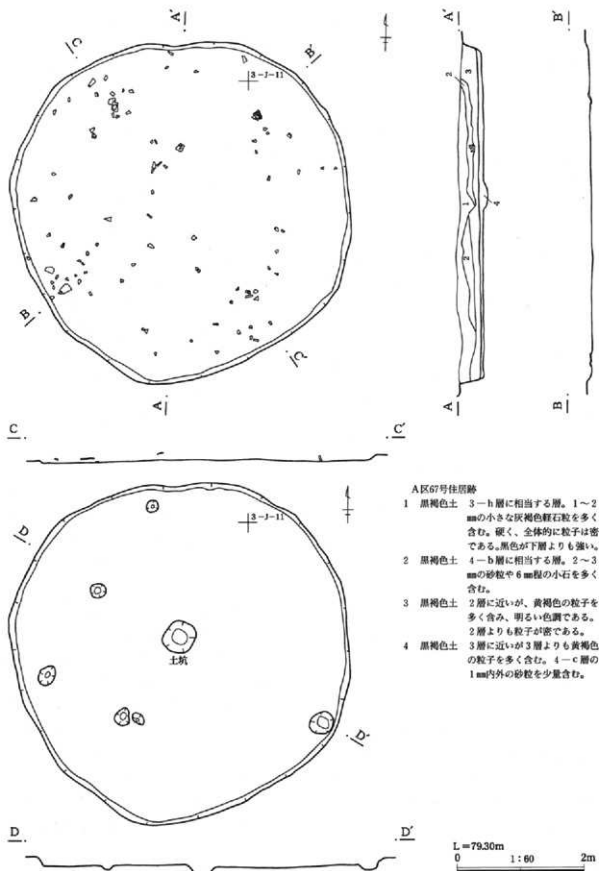 A'
C
B'
3-J-11
B
C'
A
A'
2
3
1
2
4
A
B'
B
C
C'
D
3-J-11
土坑
D'
D
D'
A区67号住居跡
1 黒褐色土 3-h層に相当する層。1〜2
㎜の小さな灰褐色軽石粒を多く
含む。硬く、全体的に粒子は密
である。黒色が下層よりも強い。
2 黒褐色土 4-b層に相当する層。2〜3
㎜の砂粒や6㎜程の小石を多く
含む。
3 黒褐色土 2層に近いが、黄褐色の粒子を
多く含み、明るい色調である。
2層よりも粒子が密である。
4 黒褐色土 3層に近いが3層よりも黄褐色
の粒子を多く含む。4-c層の
1㎜内外の砂粒を少量含む。
L=79.30m
0 1:60 2m